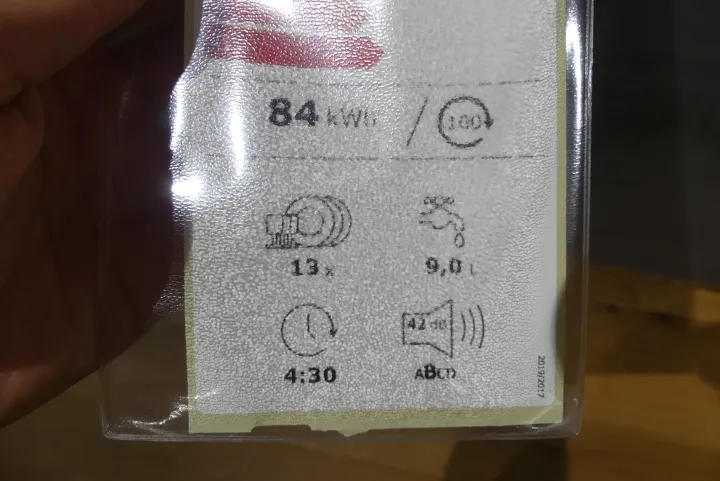 84 kWh / 100
13 x
9,0 L
42 dB
4:30
ABCD
2019/2017